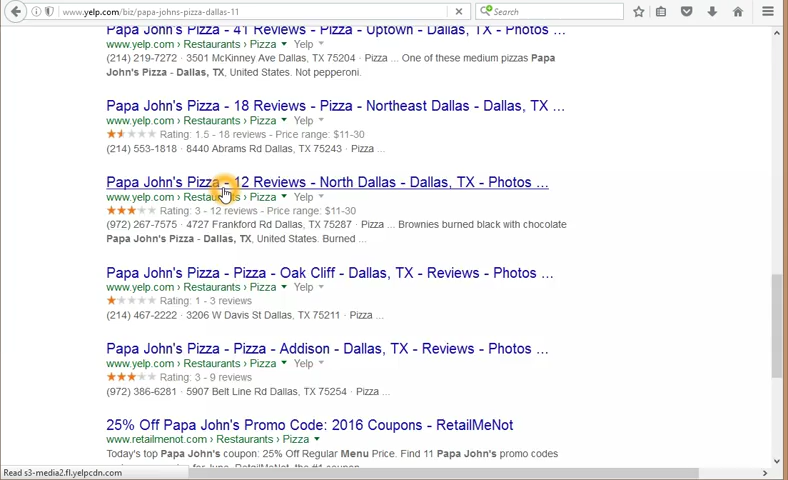 www.yelp.com/biz/papa-johns-pizza-dallas-11
Search
Papa John's Pizza - 41 Reviews - Pizza - Uptown - Dallas, TX - Photos ...
www.yelp.com › Restaurants › Pizza ▼ Yelp ▼
(214) 219-7272 · 3501 McKinney Ave Dallas, TX 75204 · Pizza ... One of these medium pizzas Papa
John's Pizza - Dallas, TX, United States. Not pepperoni.
Papa John's Pizza - 18 Reviews - Pizza - Northeast Dallas - Dallas, TX ...
www.yelp.com › Restaurants › Pizza ▼ Yelp ▼
Rating: 1.5 - 18 reviews - Price range: $11-30
(214) 553-1818 · 8440 Abrams Rd Dallas, TX 75243 · Pizza ...
Papa John's Pizza - 12 Reviews - North Dallas - Dallas, TX - Photos ...
www.yelp.com › Restaurants › Pizza ▼ Yelp ▼
Rating: 3 - 12 reviews - Price range: $11-30
(972) 267-7575 · 4727 Frankford Rd Dallas, TX 75287 · Pizza ... Brownies burned black with chocolate
Papa John's Pizza - Dallas, TX, United States. Burned ...
Papa John's Pizza - Pizza - Oak Cliff - Dallas, TX - Reviews - Photos ...
www.yelp.com › Restaurants › Pizza ▼ Yelp ▼
Rating: 1 - 3 reviews
(214) 467-2222 · 3206 W Davis St Dallas, TX 75211 · Pizza ...
Papa John's Pizza - Pizza - Addison - Dallas, TX - Reviews - Photos ...
www.yelp.com › Restaurants › Pizza ▼ Yelp ▼
Rating: 3 - 9 reviews
(972) 386-6281 · 5907 Belt Line Rd Dallas, TX 75254 · Pizza ...
25% Off Papa John's Promo Code: 2016 Coupons - RetailMeNot
www.retailmenot.com › Restaurants › Pizza ▼
Today's top Papa John's coupon: 25% Off Regular Menu Price. Find 11 Papa John's promo codes
Read s3-media2.fl.yelpcdn.com